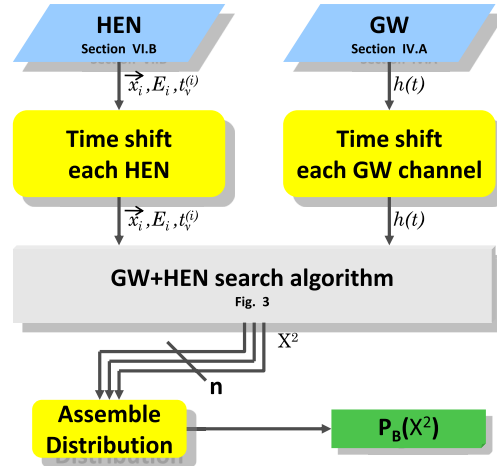 HEN
Section VI.B
GW
Section IV.A
x⃗ᵢ,Eᵢ,tᵥ⁽ⁱ⁾
h(t)
Time shift
each HEN
Time shift
each GW channel
x⃗ᵢ,Eᵢ,tᵥ⁽ⁱ⁾
h(t)
GW+HEN search algorithm
Fig. 3
X²
n
Assemble
Distribution
P_B(X²)